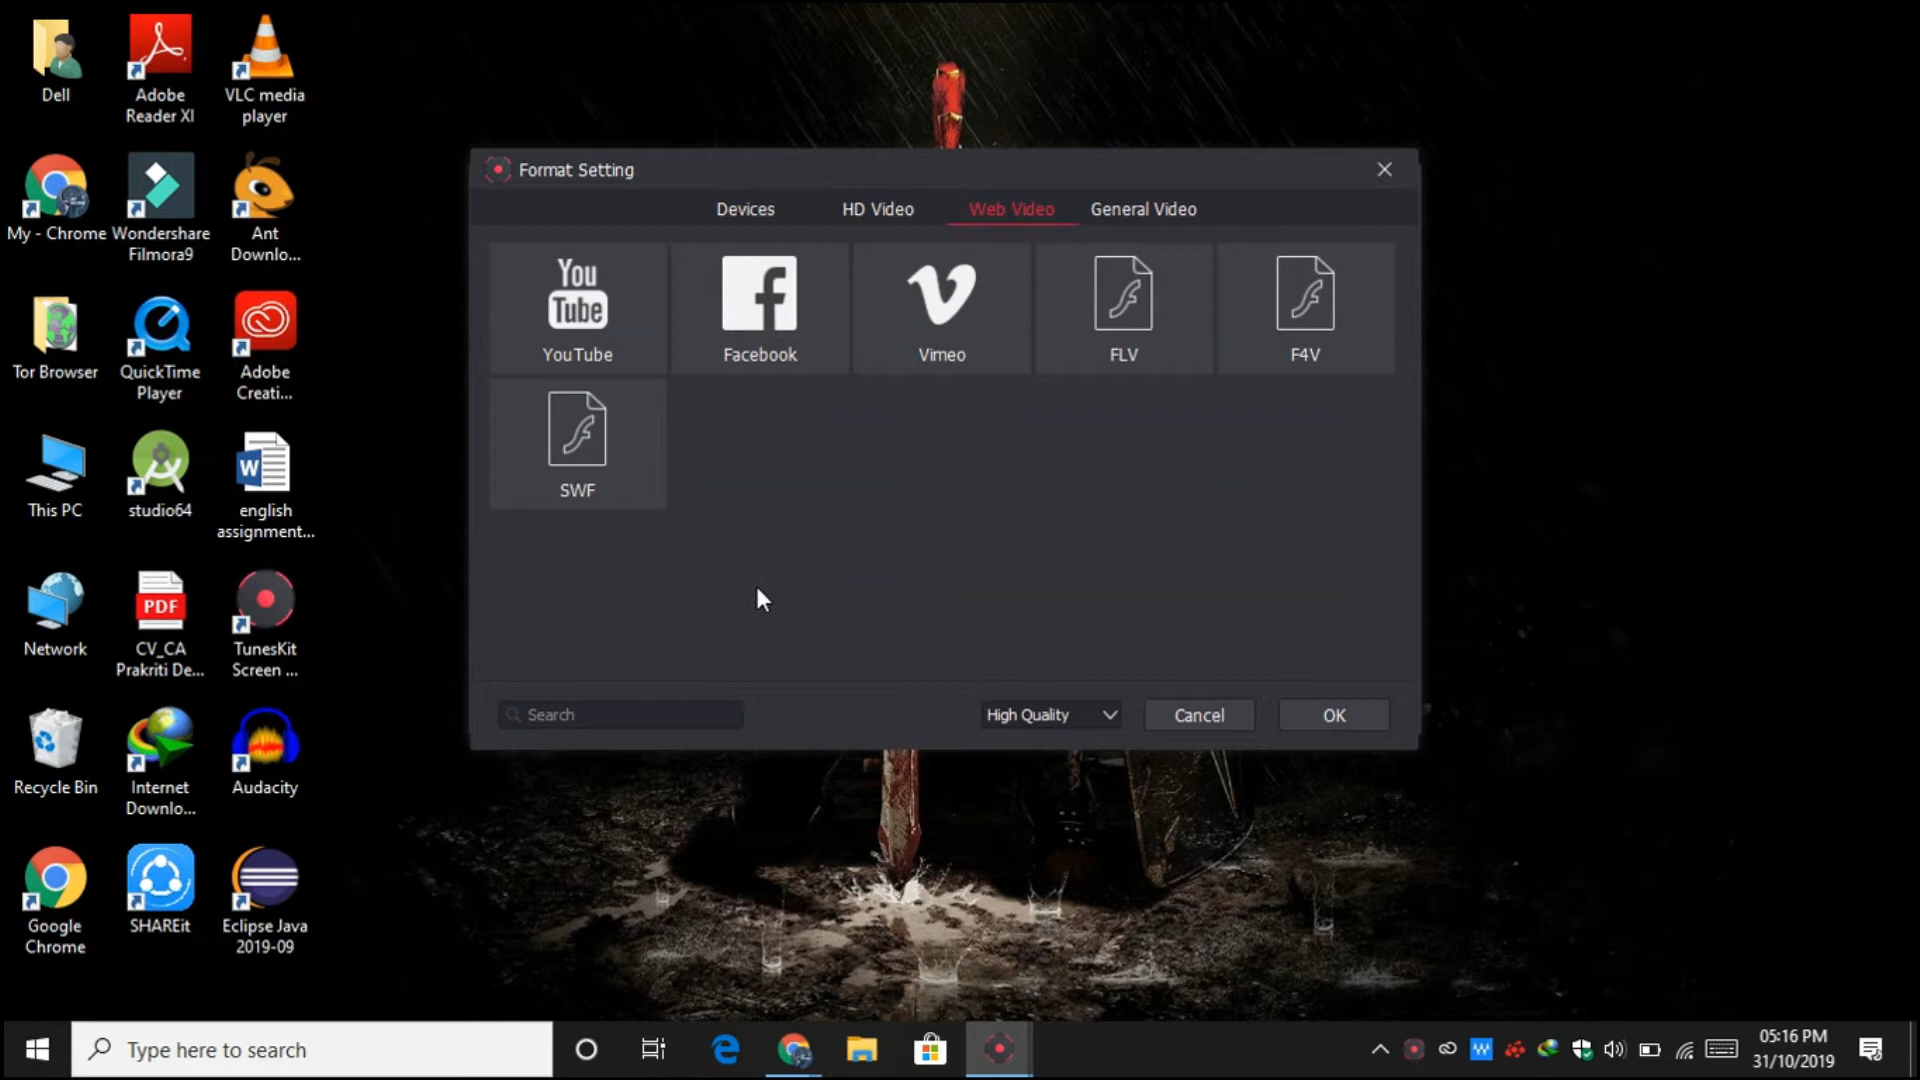 Dell
Adobe
Reader XI
VLC media
player
My - Chrome
Wondershare
Filmora9
Ant
Downlo...
Tor Browser
QuickTime
Player
Adobe
Creati...
This PC
studio64
W
english
assignment...
Network
PDF
CV_CA
Prakriti De...
TunesKit
Screen ...
Recycle Bin
Internet
Downlo...
Audacity
Google
Chrome
SHAREit
Eclipse Java
2019-09
Format Setting
Devices
HD Video
Web Video
General Video
You
Tube
YouTube
Facebook
Vimeo
FLV
F4V
SWF
Search
High Quality
Cancel
OK
Type here to search
05:16 PM
31/10/2019